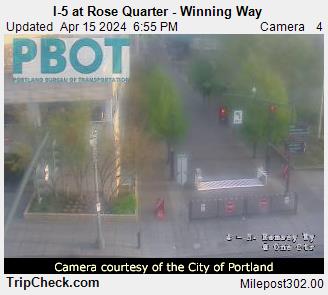 I-5 at Rose Quarter - Winning Way
Updated Apr 15 2024 6:55 PM Camera 4
PBOT
PORTLAND BUREAU OF TRANSPORTATION
Camera courtesy of the City of Portland
TripCheck.com Milepost302.00